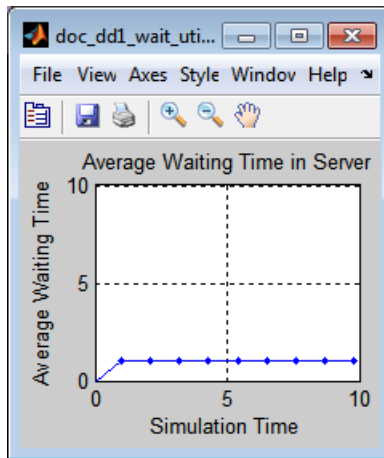 doc_dd1_wait_uti...
File View Axes Style Windov Help
Average Waiting Time in Server
10
5
0
Average Waiting Time
0 5 10
Simulation Time